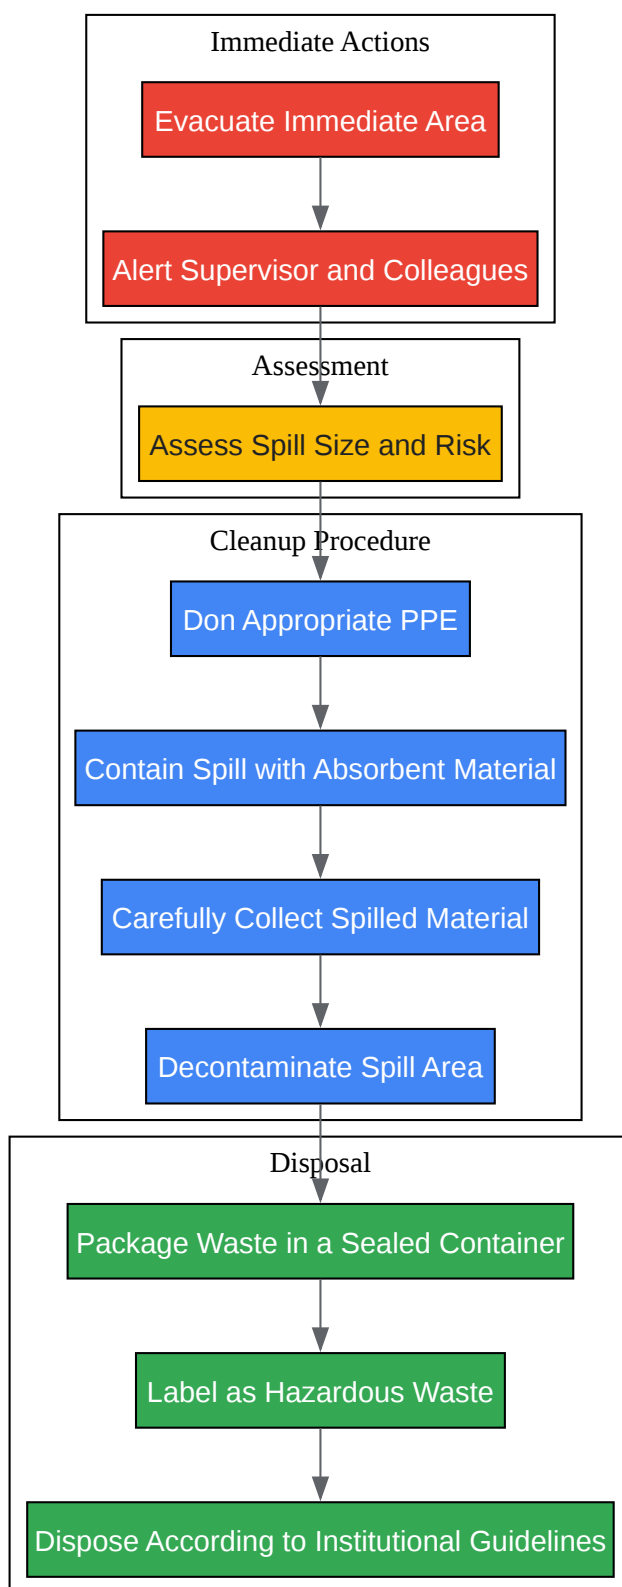 Immediate Actions
Evacuate Immediate Area
Alert Supervisor and Colleagues
Assessment
Assess Spill Size and Risk
Cleanup Procedure
Don Appropriate PPE
Contain Spill with Absorbent Material
Carefully Collect Spilled Material
Decontaminate Spill Area
Disposal
Package Waste in a Sealed Container
Label as Hazardous Waste
Dispose According to Institutional Guidelines